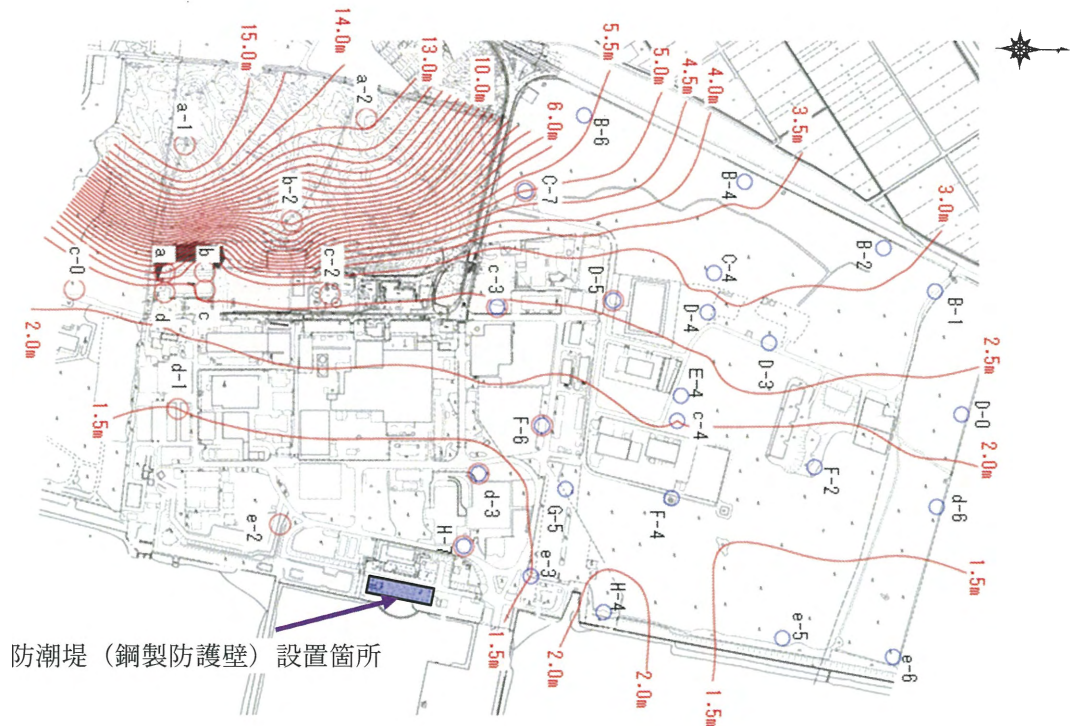 15.0m
14.0m
13.0m
10.0m
6.0m
5.5m
5.0m
4.5m
4.0m
3.5m
3.0m
2.5m
2.0m
1.5m
a-1
a-2
b-2
B-6
C-7
B-4
B-2
B-1
c-0
a
b
c
d
c-2
c-3
D-5
C-4
D-4
D-3
E-4
c-4
D-0
2.0m
d-1
1.5m
F-6
d-3
G-5
F-4
F-2
d-6
e-2
H-7
e-3
H-4
e-5
e-6
1.5m
2.0m
2.0m
1.5m
防潮堤（鋼製防護壁）設置箇所